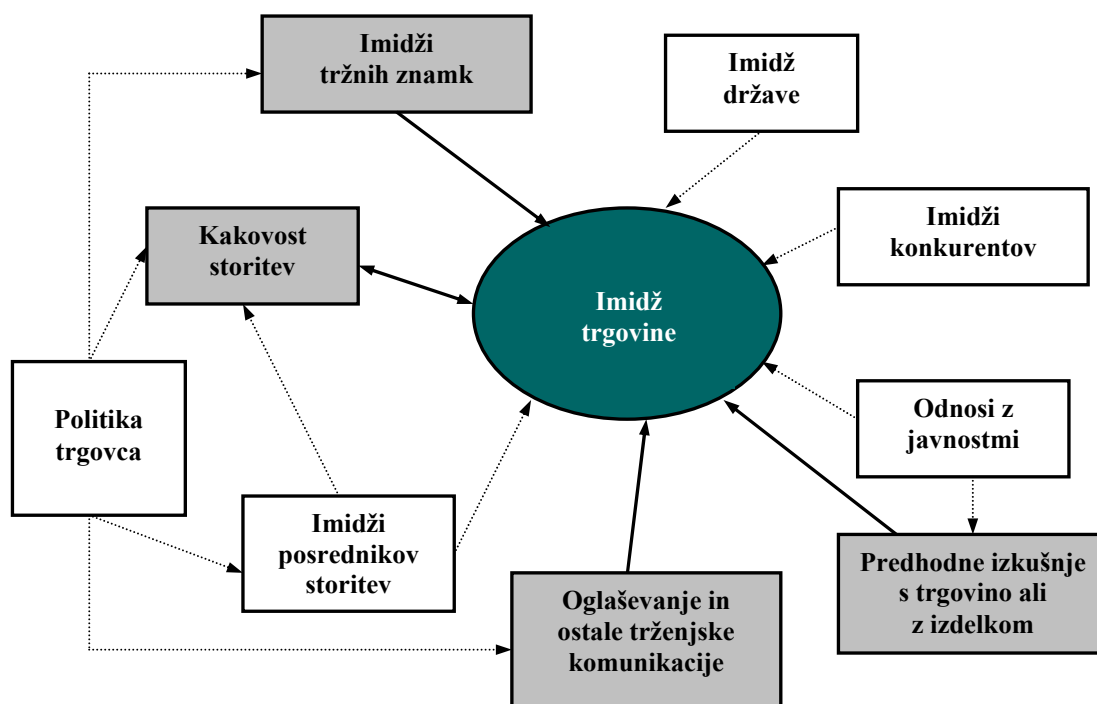 Imidži
tržnih znamk
Imidž
države
Kakovost
storitev
Imidži
konkurentov
Imidž
trgovine
Politika
trgovca
Odnosi z
javnostmi
Imidži
posrednikov
storitev
Oglaševanje in
ostale trženjske
komunikacije
Predhodne izkušnje
s trgovino ali
z izdelkom